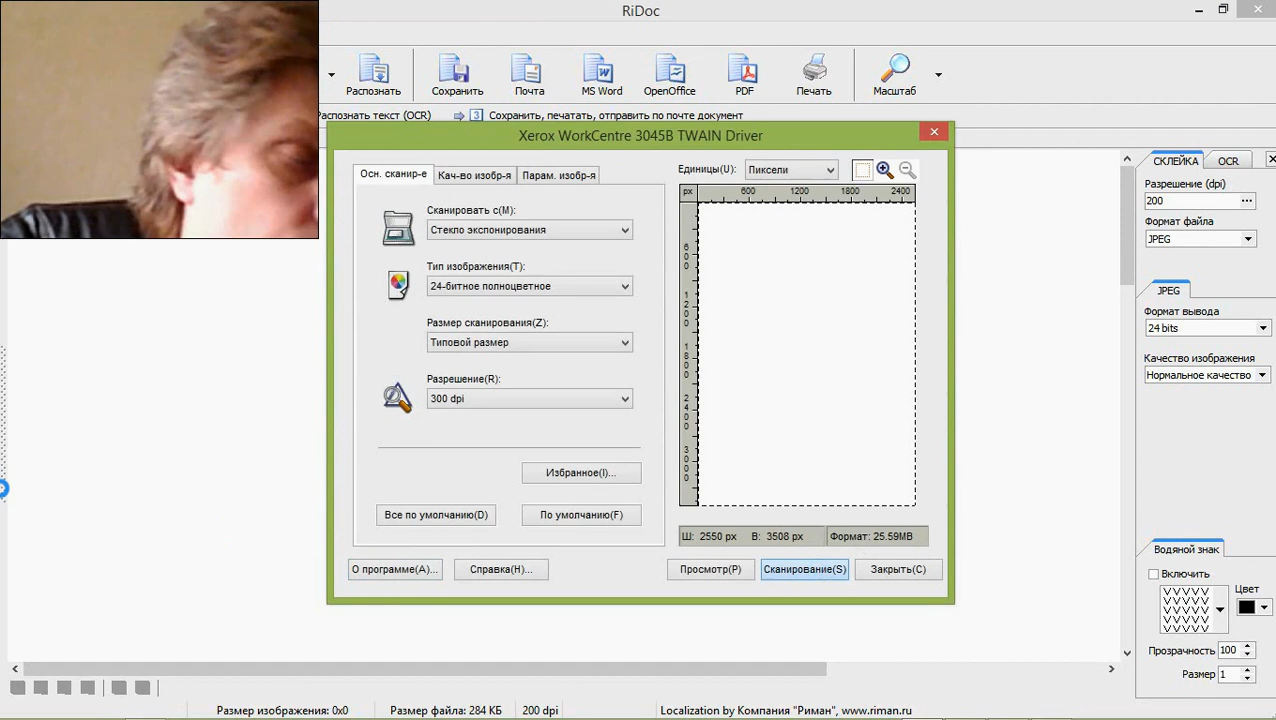 RiDoc
Распознать
Сохранить
Почта
MS Word
OpenOffice
PDF
Печать
Масштаб
Распознать текст (OCR)
3 Сохранить, печатать, отправить по почте документ
Xerox WorkCentre 3045B TWAIN Driver
Осн. сканир-е
Кач-во изобр-я
Парам. изобр-я
Сканировать с(M):
Стекло экспонирования
Тип изображения(T):
24-битное полноцветное
Размер сканирования(Z):
Типовой размер
Разрешение(R):
300 dpi
Избранное(I)...
Все по умолчанию(D)
По умолчанию(F)
О программе(A)...
Справка(H)...
Единицы(U):
Пиксели
px
600
1200
1800
2400
600
1200
1800
2400
3000
Ш: 2550 px
В: 3508 px
Формат: 25.59MB
Просмотр(P)
Сканирование(S)
Закрыть(C)
СКЛЕЙКА
OCR
Разрешение (dpi)
200
Формат файла
JPEG
JPEG
Формат вывода
24 bits
Качество изображения
Нормальное качество
Водяной знак
Включить
Цвет
Прозрачность 100
Размер 1
Размер изображения: 0x0
Размер файла: 284 КБ
200 dpi
Localization by Компания "Риман", www.riman.ru